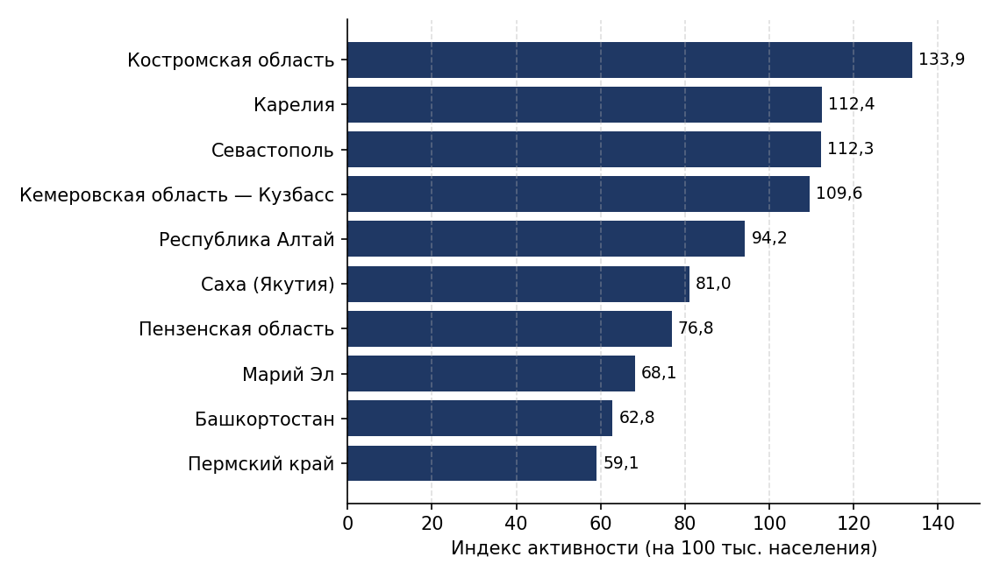 Костромская область 133,9
Карелия 112,4
Севастополь 112,3
Кемеровская область — Кузбасс 109,6
Республика Алтай 94,2
Саха (Якутия) 81,0
Пензенская область 76,8
Марий Эл 68,1
Башкортостан 62,8
Пермский край 59,1
0 20 40 60 80 100 120 140
Индекс активности (на 100 тыс. населения)